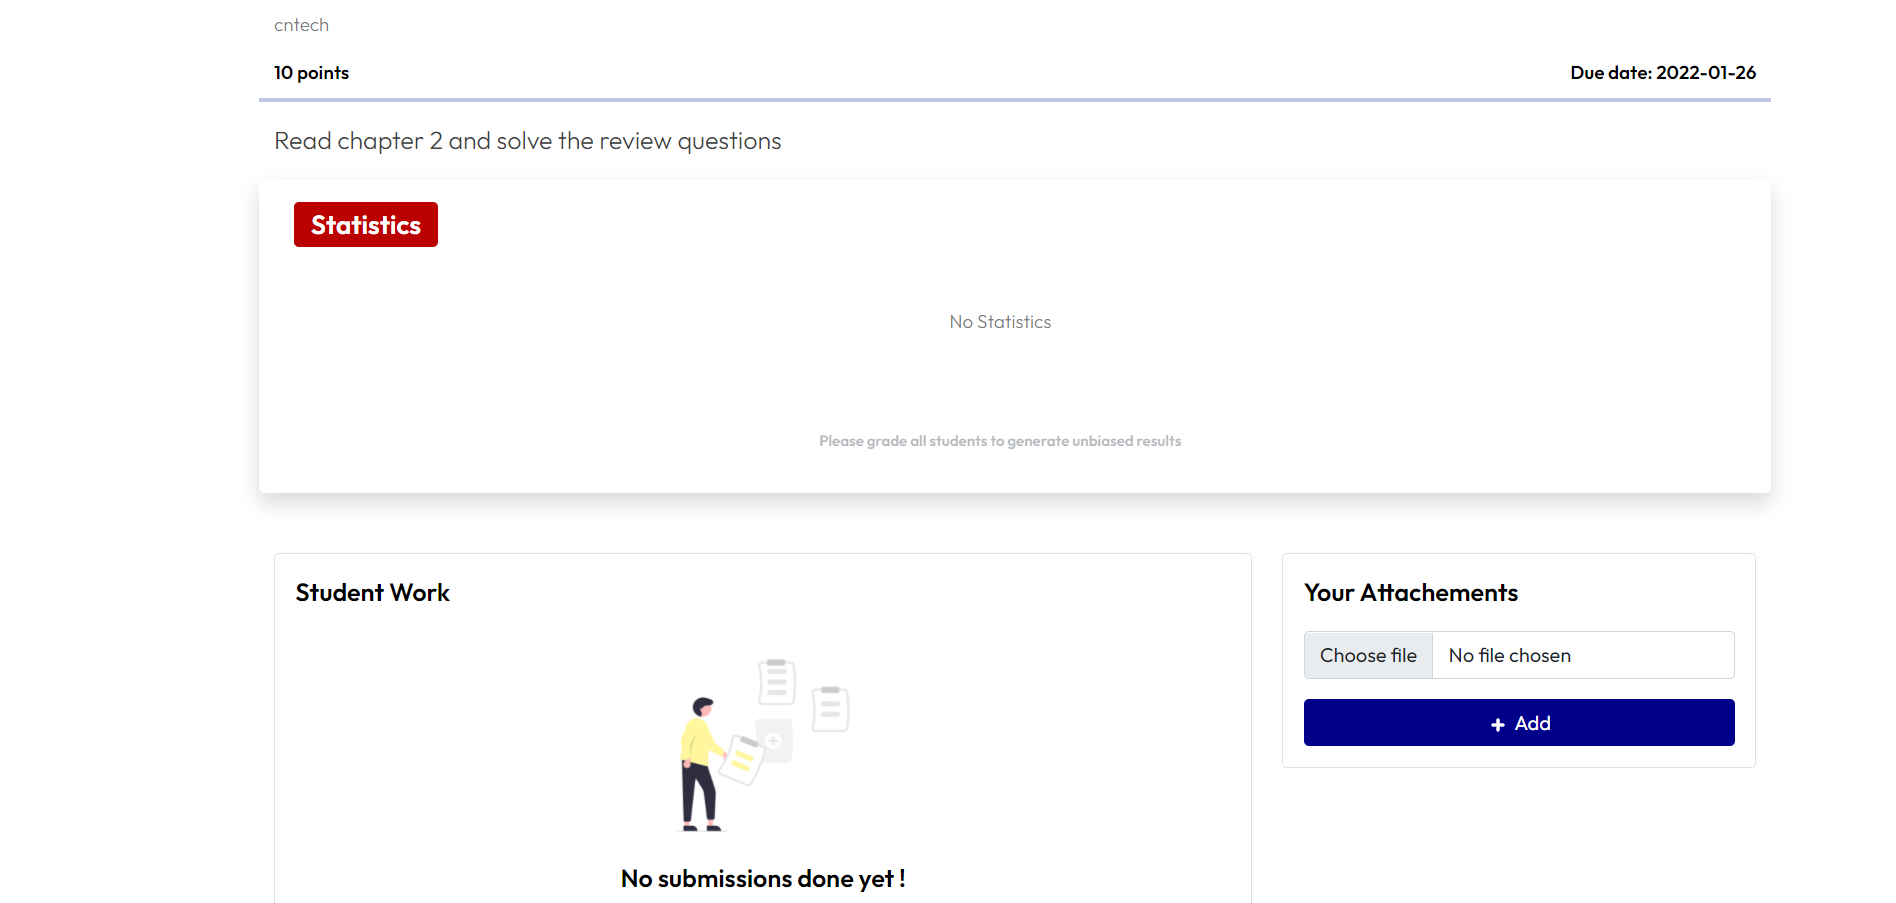 cntech
10 points
Due date: 2022-01-26
Read chapter 2 and solve the review questions
Statistics
No Statistics
Please grade all students to generate unbiased results
Student Work
No submissions done yet !
Your Attachements
Choose file No file chosen
+ Add